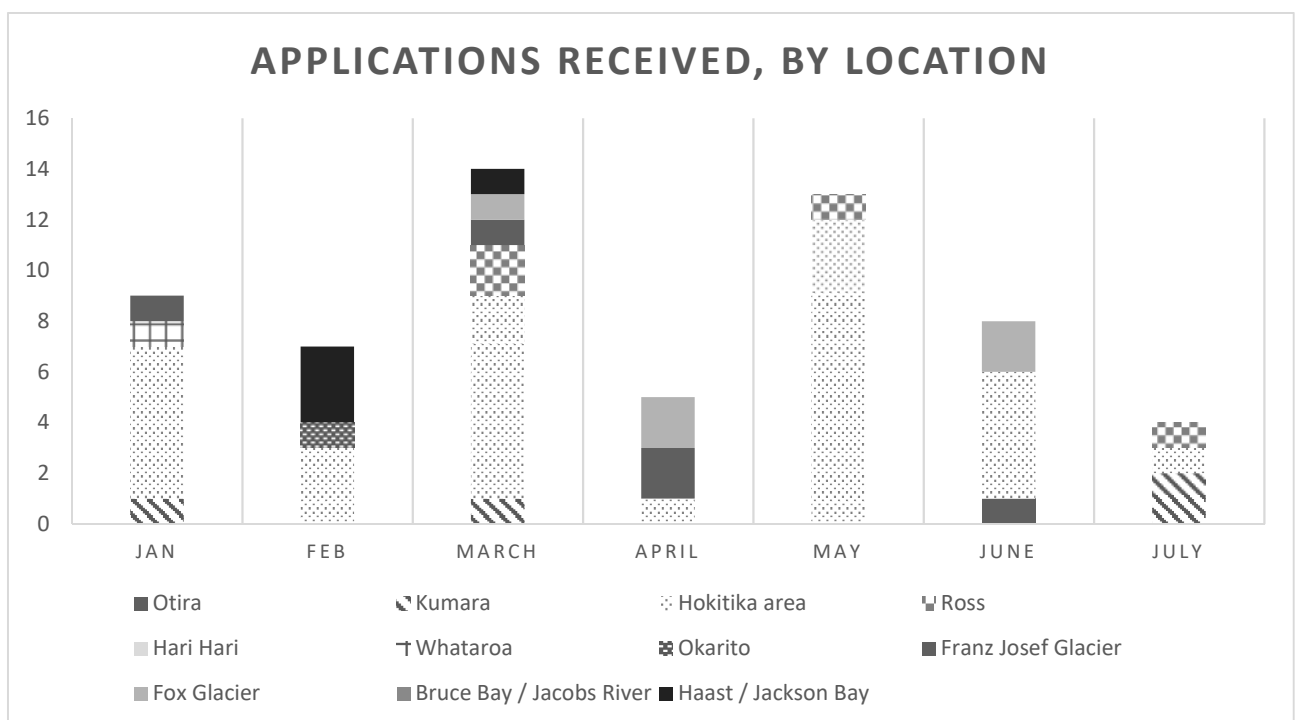 APPLICATIONS RECEIVED, BY LOCATION
16
14
12
10
8
6
4
2
0
JAN FEB MARCH APRIL MAY JUNE JULY
Otira Kumara Hokitika area Ross
Hari Hari Whataroa Okarito Franz Josef Glacier
Fox Glacier Bruce Bay / Jacobs River Haast / Jackson Bay